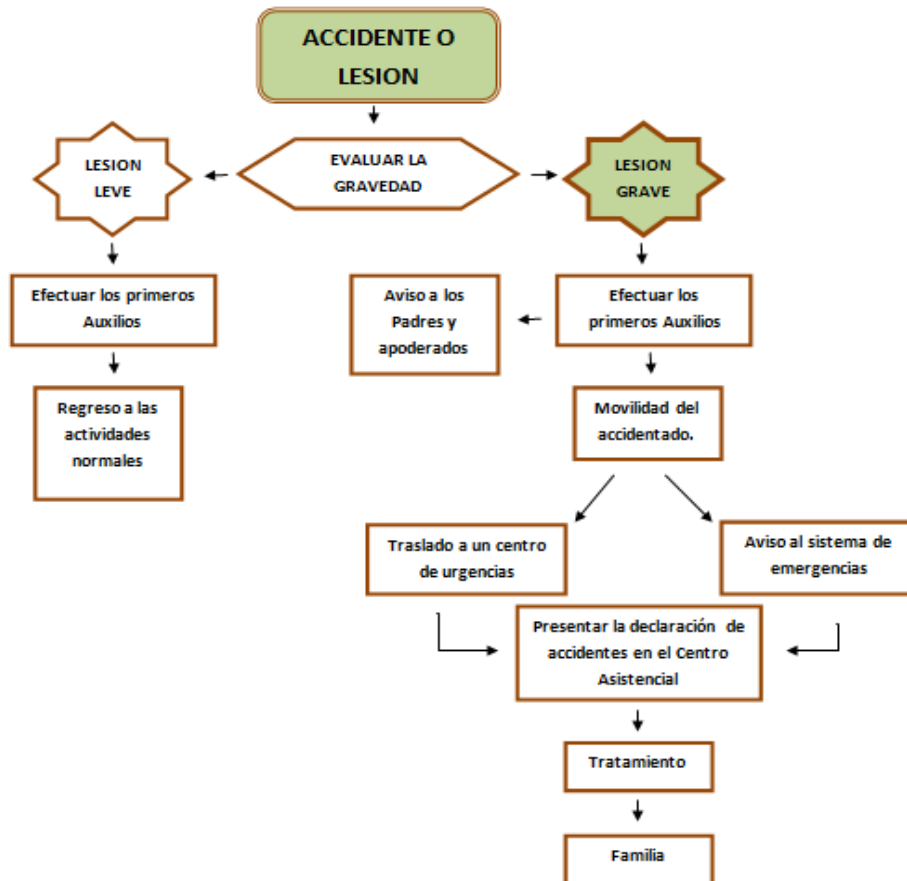 ACCIDENTE O
LESION
EVALUAR LA
GRAVEDAD
LESION
LEVE
LESION
GRAVE
Efectuar los primeros
Auxilios
Aviso a los
Padres y
apoderados
Efectuar los
primeros Auxilios
Regreso a las
actividades
normales
Movilidad del
accidentado.
Traslado a un centro
de urgencias
Aviso al sistema de
emergencias
Presentar la declaración de
accidentes en el Centro
Asistencial
Tratamiento
Familia